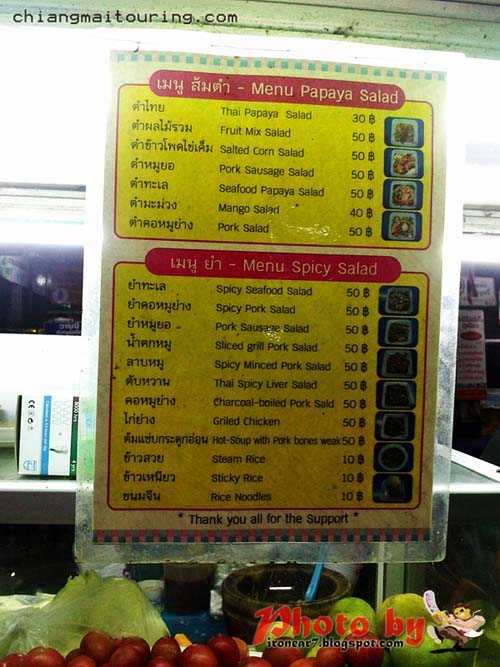 chiangmaitouring.com
เมนู ส้มตำ - Menu Papaya Salad
ตำไทย Thai Papaya Salad 30 ฿
ตำผลไม้รวม Fruit Mix Salad 50 ฿
ตำข้าวโพดไข่เค็ม Salted Corn Salad 50 ฿
ตำหมูยอ Pork Sausage Salad 50 ฿
ตำทะเล Seafood Papaya Salad 50 ฿
ตำมะม่วง Mango Salad 40 ฿
ตำคอหมูย่าง Pork Salad 50 ฿
เมนู ยำ - Menu Spicy Salad
ยำทะเล Spicy Seafood Salad 50 ฿
ยำคอหมูย่าง Spicy Pork Salad 50 ฿
ยำหมูยอ - Pork Sausage Salad 50 ฿
น้ำตกหมู Sliced grill Pork Salad 50 ฿
ลาบหมู Spicy Minced Pork Salad 50 ฿
ตับหวาน Thai Spicy Liver Salad 50 ฿
คอหมูย่าง Charcoal-boiled Pork Sald 50 ฿
ไก่ย่าง Griled Chicken 50 ฿
ต้มแซ่บกระดูกอ่อน Hot-Soup with Pork bones weak 50 ฿
ข้าวสวย Steam Rice 10 ฿
ข้าวเหนียว Sticky Rice 10 ฿
ขนมจีน Rice Noodles 10 ฿
* Thank you all for the Support *
Photo by
itonenr7.blogspot.com